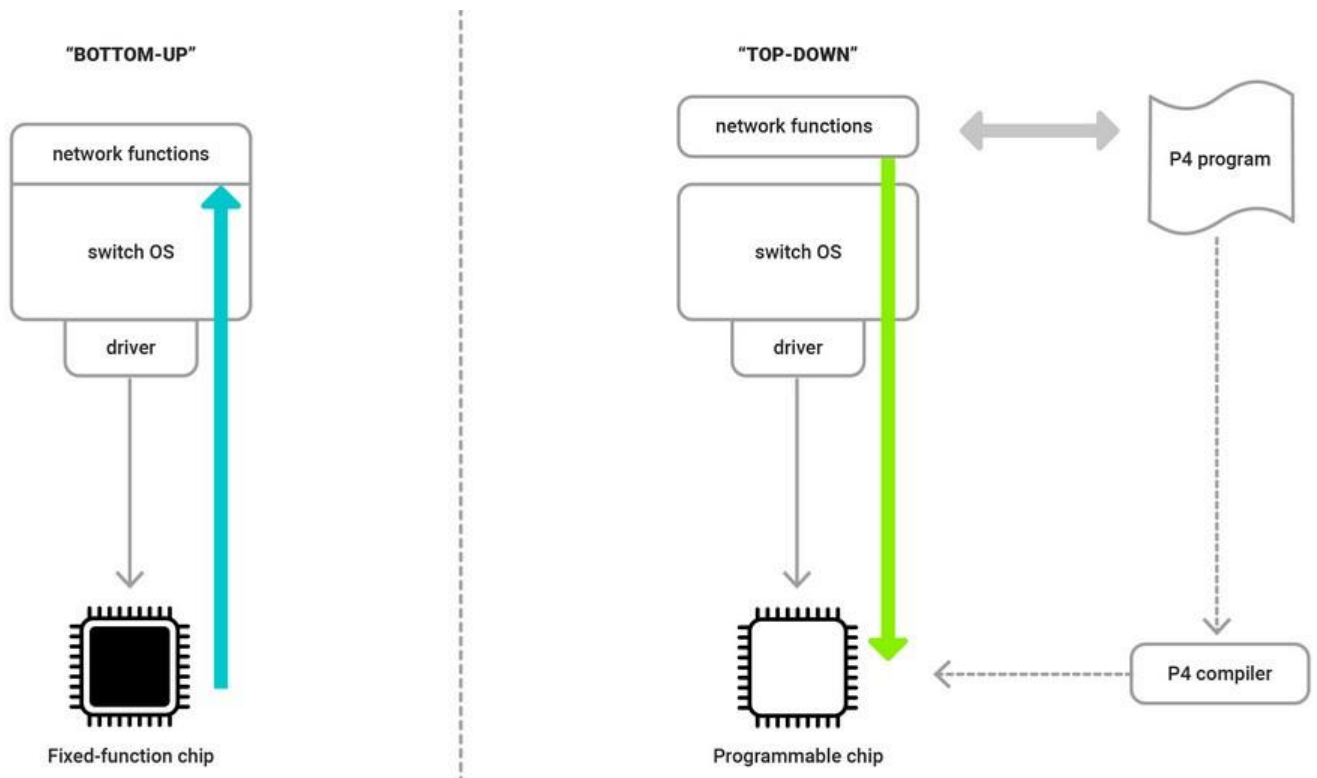 “BOTTOM-UP”
network functions
switch OS
driver
Fixed-function chip
“TOP-DOWN”
network functions
switch OS
driver
Programmable chip
P4 program
P4 compiler